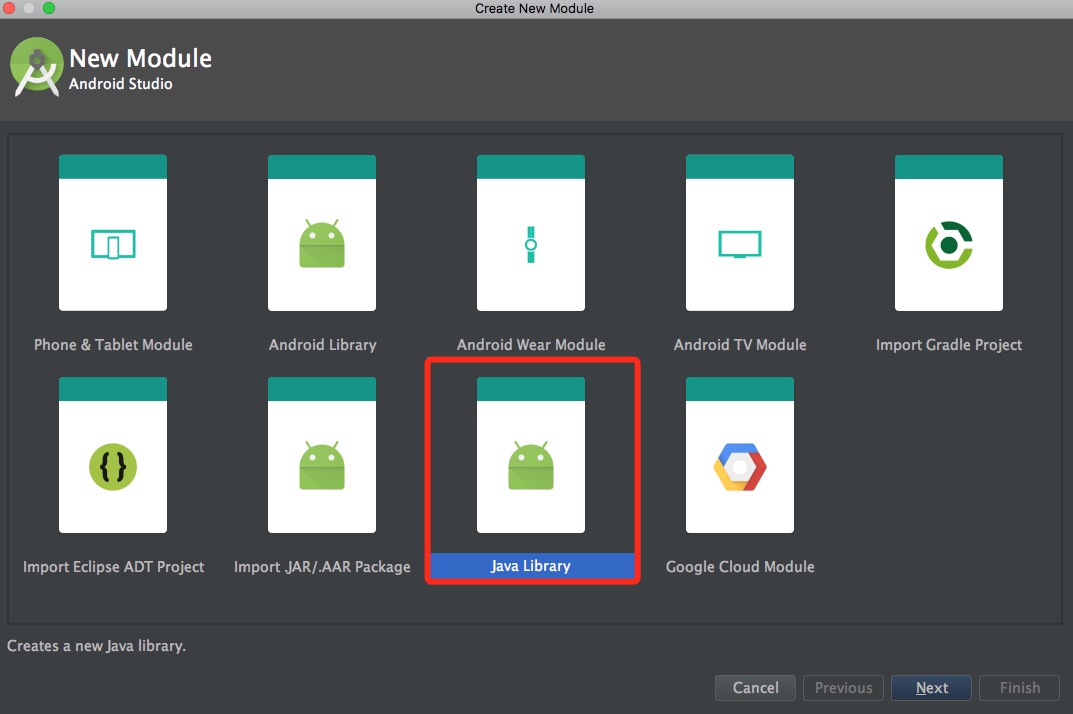 Create New Module
New Module
Android Studio
Phone & Tablet Module
Android Library
Android Wear Module
Android TV Module
Import Gradle Project
{}
Import Eclipse ADT Project
Import .JAR/.AAR Package
Java Library
Google Cloud Module
Creates a new Java library.
Cancel
Previous
Next
Finish